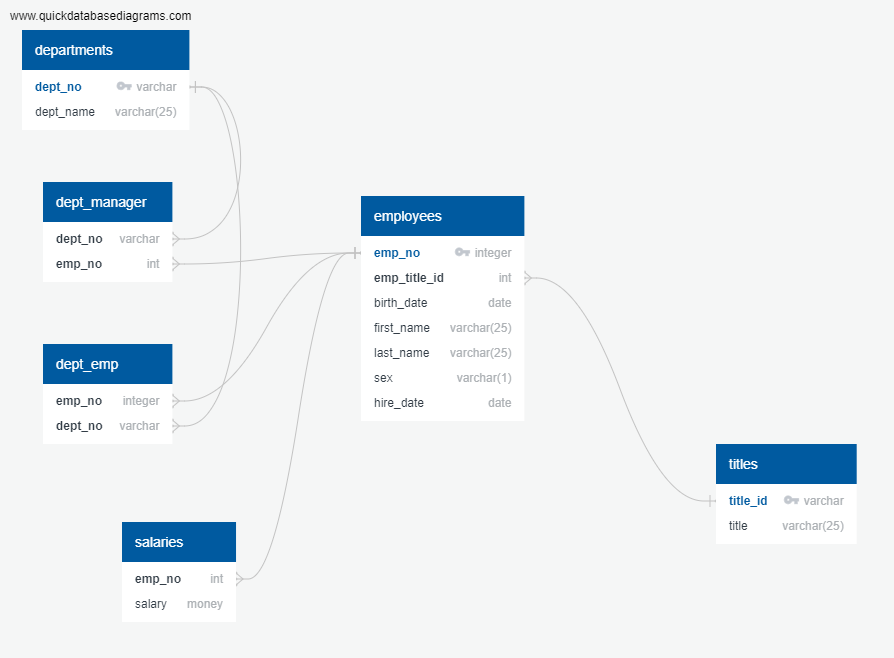 www.quickdatabasediagrams.com
departments
dept_no varchar
dept_name varchar(25)
dept_manager
dept_no varchar
emp_no int
dept_emp
emp_no integer
dept_no varchar
salaries
emp_no int
salary money
employees
emp_no integer
emp_title_id int
birth_date date
first_name varchar(25)
last_name varchar(25)
sex varchar(1)
hire_date date
titles
title_id varchar
title varchar(25)